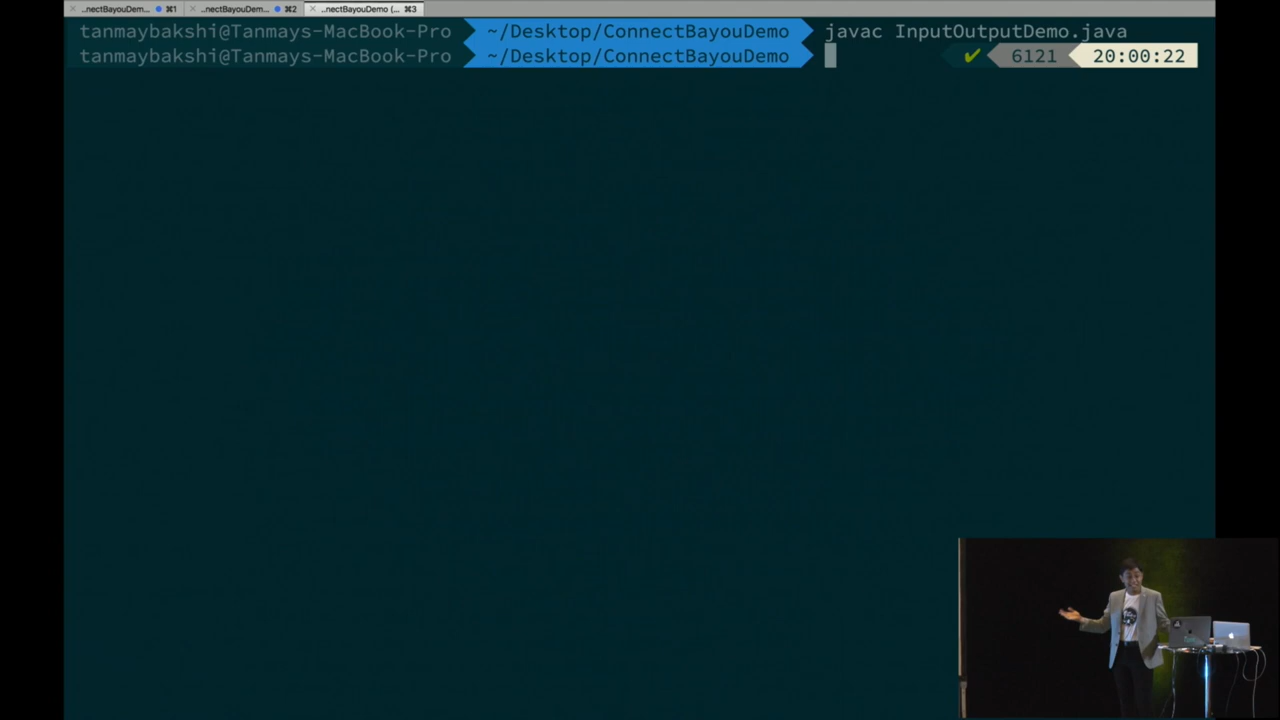 ..nectBayouDem... ⌘1
..nectBayouDem... ⌘2
..nectBayouDemo (... ⌘3
tanmaybakshi@Tanmays-MacBook-Pro ~/Desktop/ConnectBayouDemo javac InputOutputDemo.java
tanmaybakshi@Tanmays-MacBook-Pro ~/Desktop/ConnectBayouDemo ✔ 6121 20:00:22